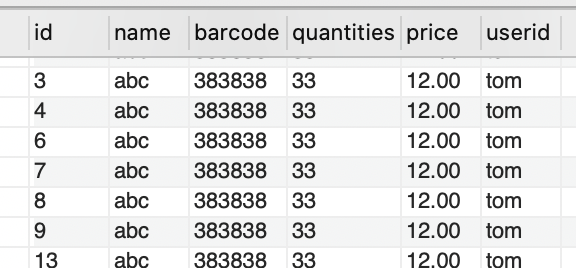 id name barcode quantities price userid
3 abc 383838 33 12.00 tom
4 abc 383838 33 12.00 tom
6 abc 383838 33 12.00 tom
7 abc 383838 33 12.00 tom
8 abc 383838 33 12.00 tom
9 abc 383838 33 12.00 tom
13 abc 383838 33 12.00 tom